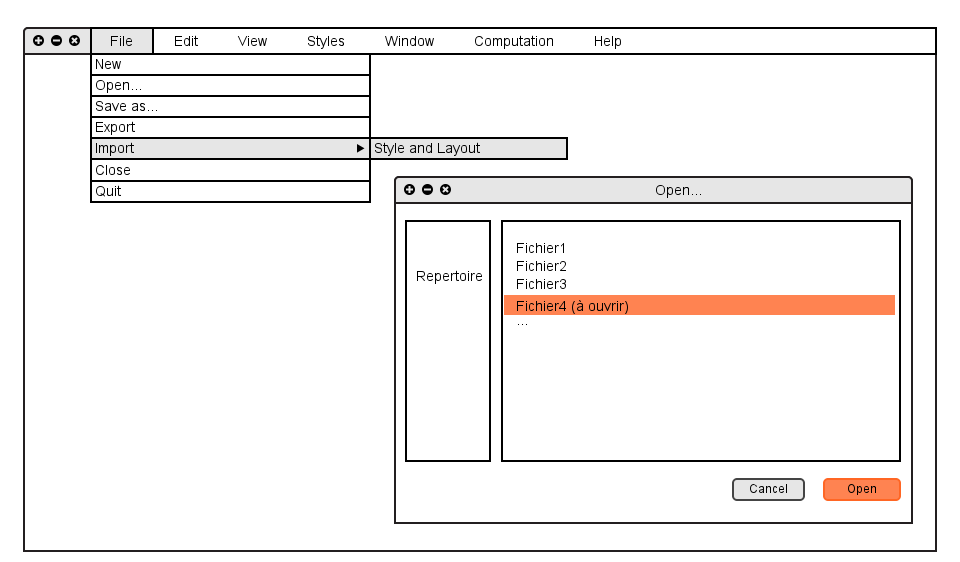 File Edit View Styles Window Computation Help
New
Open...
Save as...
Export
Import
Style and Layout
Close
Quit
Open...
Repertoire
Fichier1
Fichier2
Fichier3
Fichier4 (à ouvrir)
...
Cancel
Open